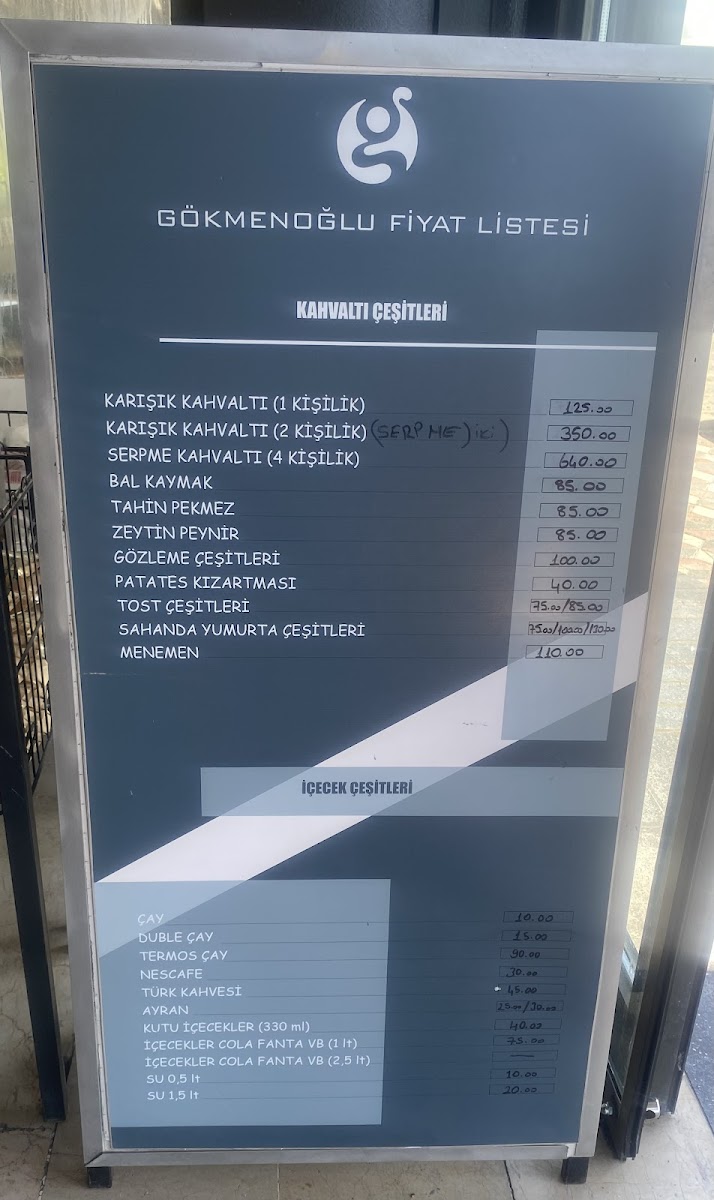 GÖKMENOĞLU FİYAT LİSTESİ
KAHVALTI ÇEŞİTLERİ
KARIŞIK KAHVALTI (1 KİŞİLİK) 125.00
KARIŞIK KAHVALTI (2 KİŞİLİK) (SERPME) iki) 350.00
SERPME KAHVALTI (4 KİŞİLİK) 640.00
BAL KAYMAK 85.00
TAHİN PEKMEZ 85.00
ZEYTİN PEYNİR 85.00
GÖZLEME ÇEŞİTLERİ 100.00
PATATES KIZARTMASI 40.00
TOST ÇEŞİTLERİ 75.00/85.00
SAHANDA YUMURTA ÇEŞİTLERİ 75.00/100.00/130.00
MENEMEN 110.00
İÇECEK ÇEŞİTLERİ
ÇAY 10.00
DUBLE ÇAY 15.00
TERMOS ÇAY 90.00
NESCAFE 30.00
TÜRK KAHVESİ 45.00
AYRAN 25.00/30.00
KUTU İÇECEKLER (330 ml) 40.00
İÇECEKLER COLA FANTA VB (1 lt) 75.00
İÇECEKLER COLA FANTA VB (2,5 lt) —
SU 0,5 lt 10.00
SU 1,5 lt 20.00